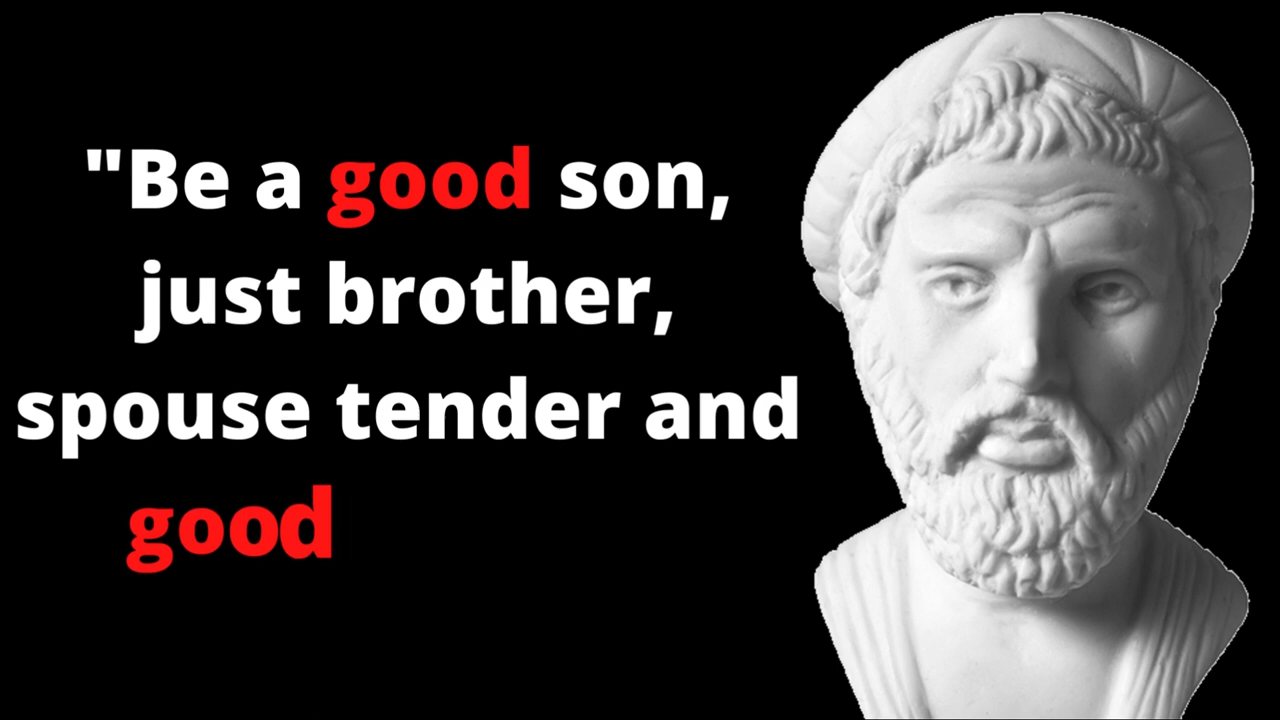 "Be a good son,
just brother,
spouse tender and
good